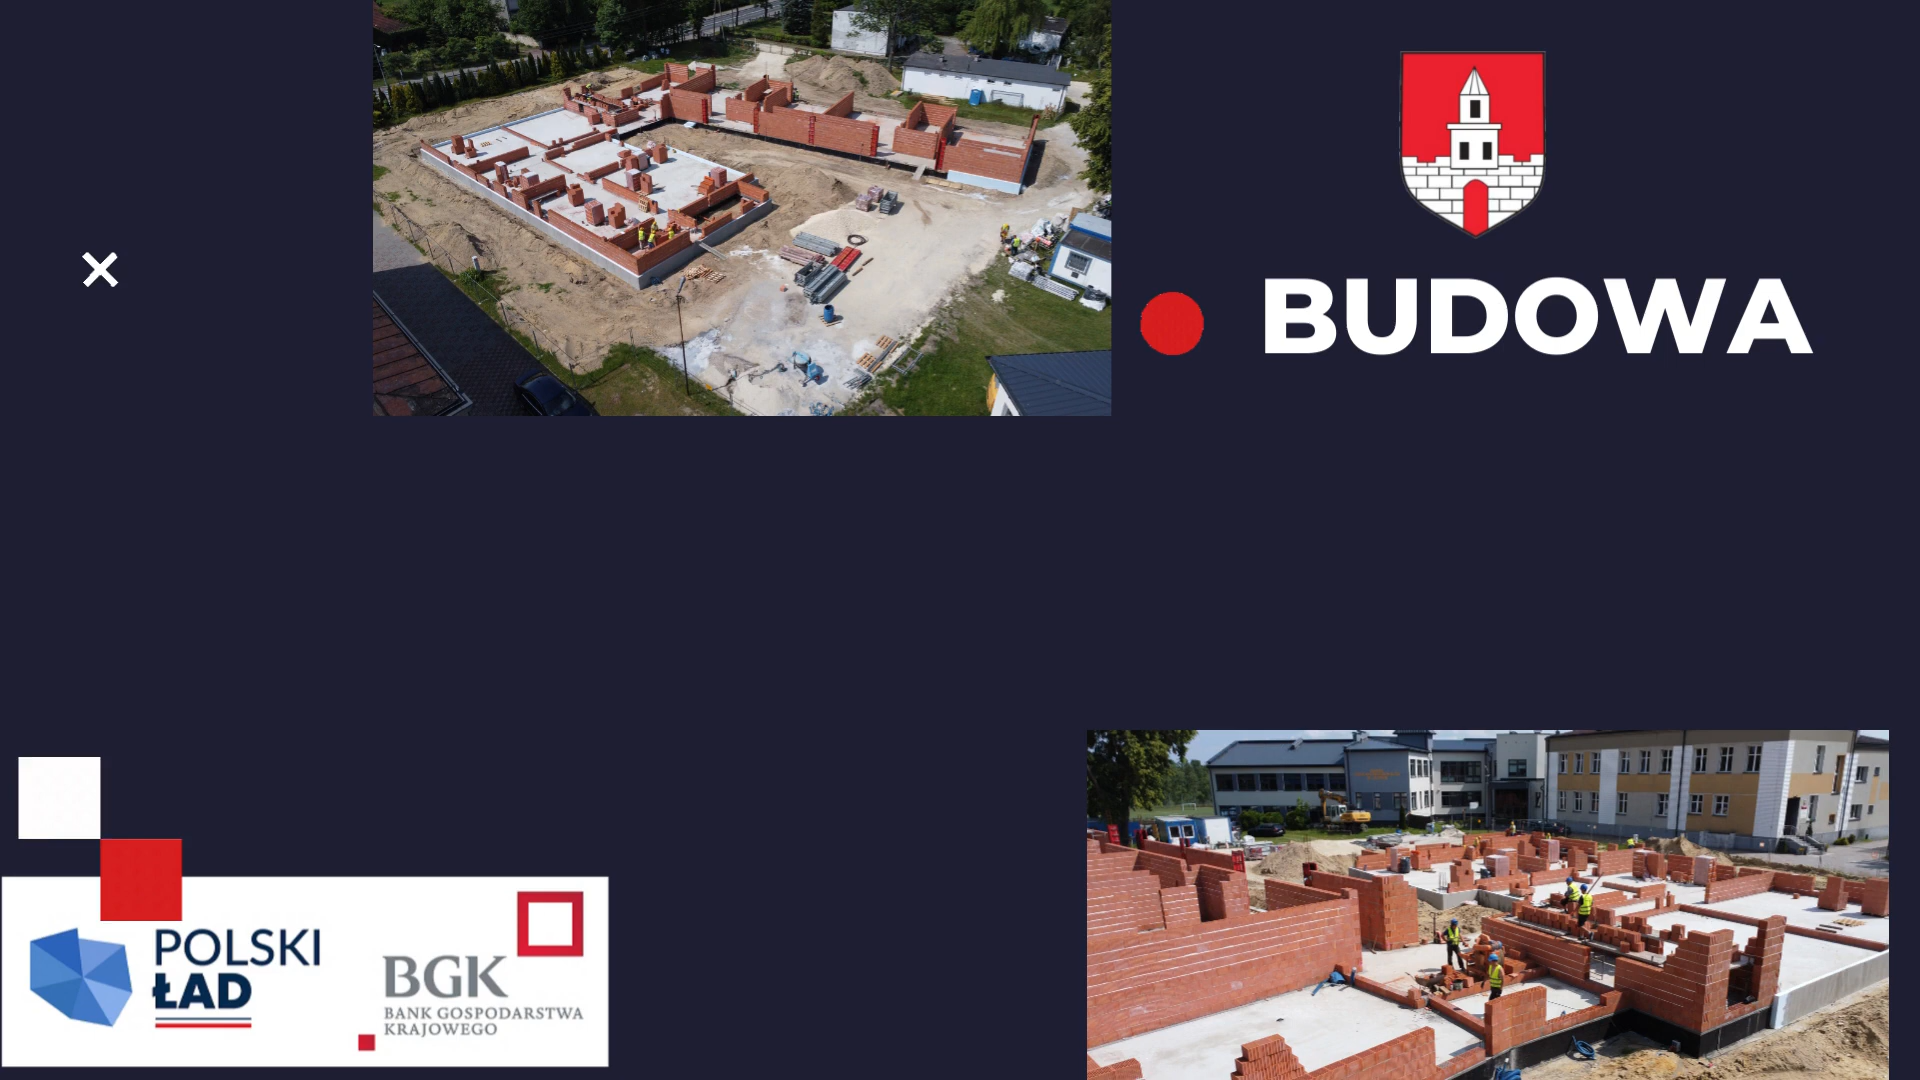 BUDOWA
POLSKI
ŁAD
BGK
BANK GOSPODARSTWA
KRAJOWEGO